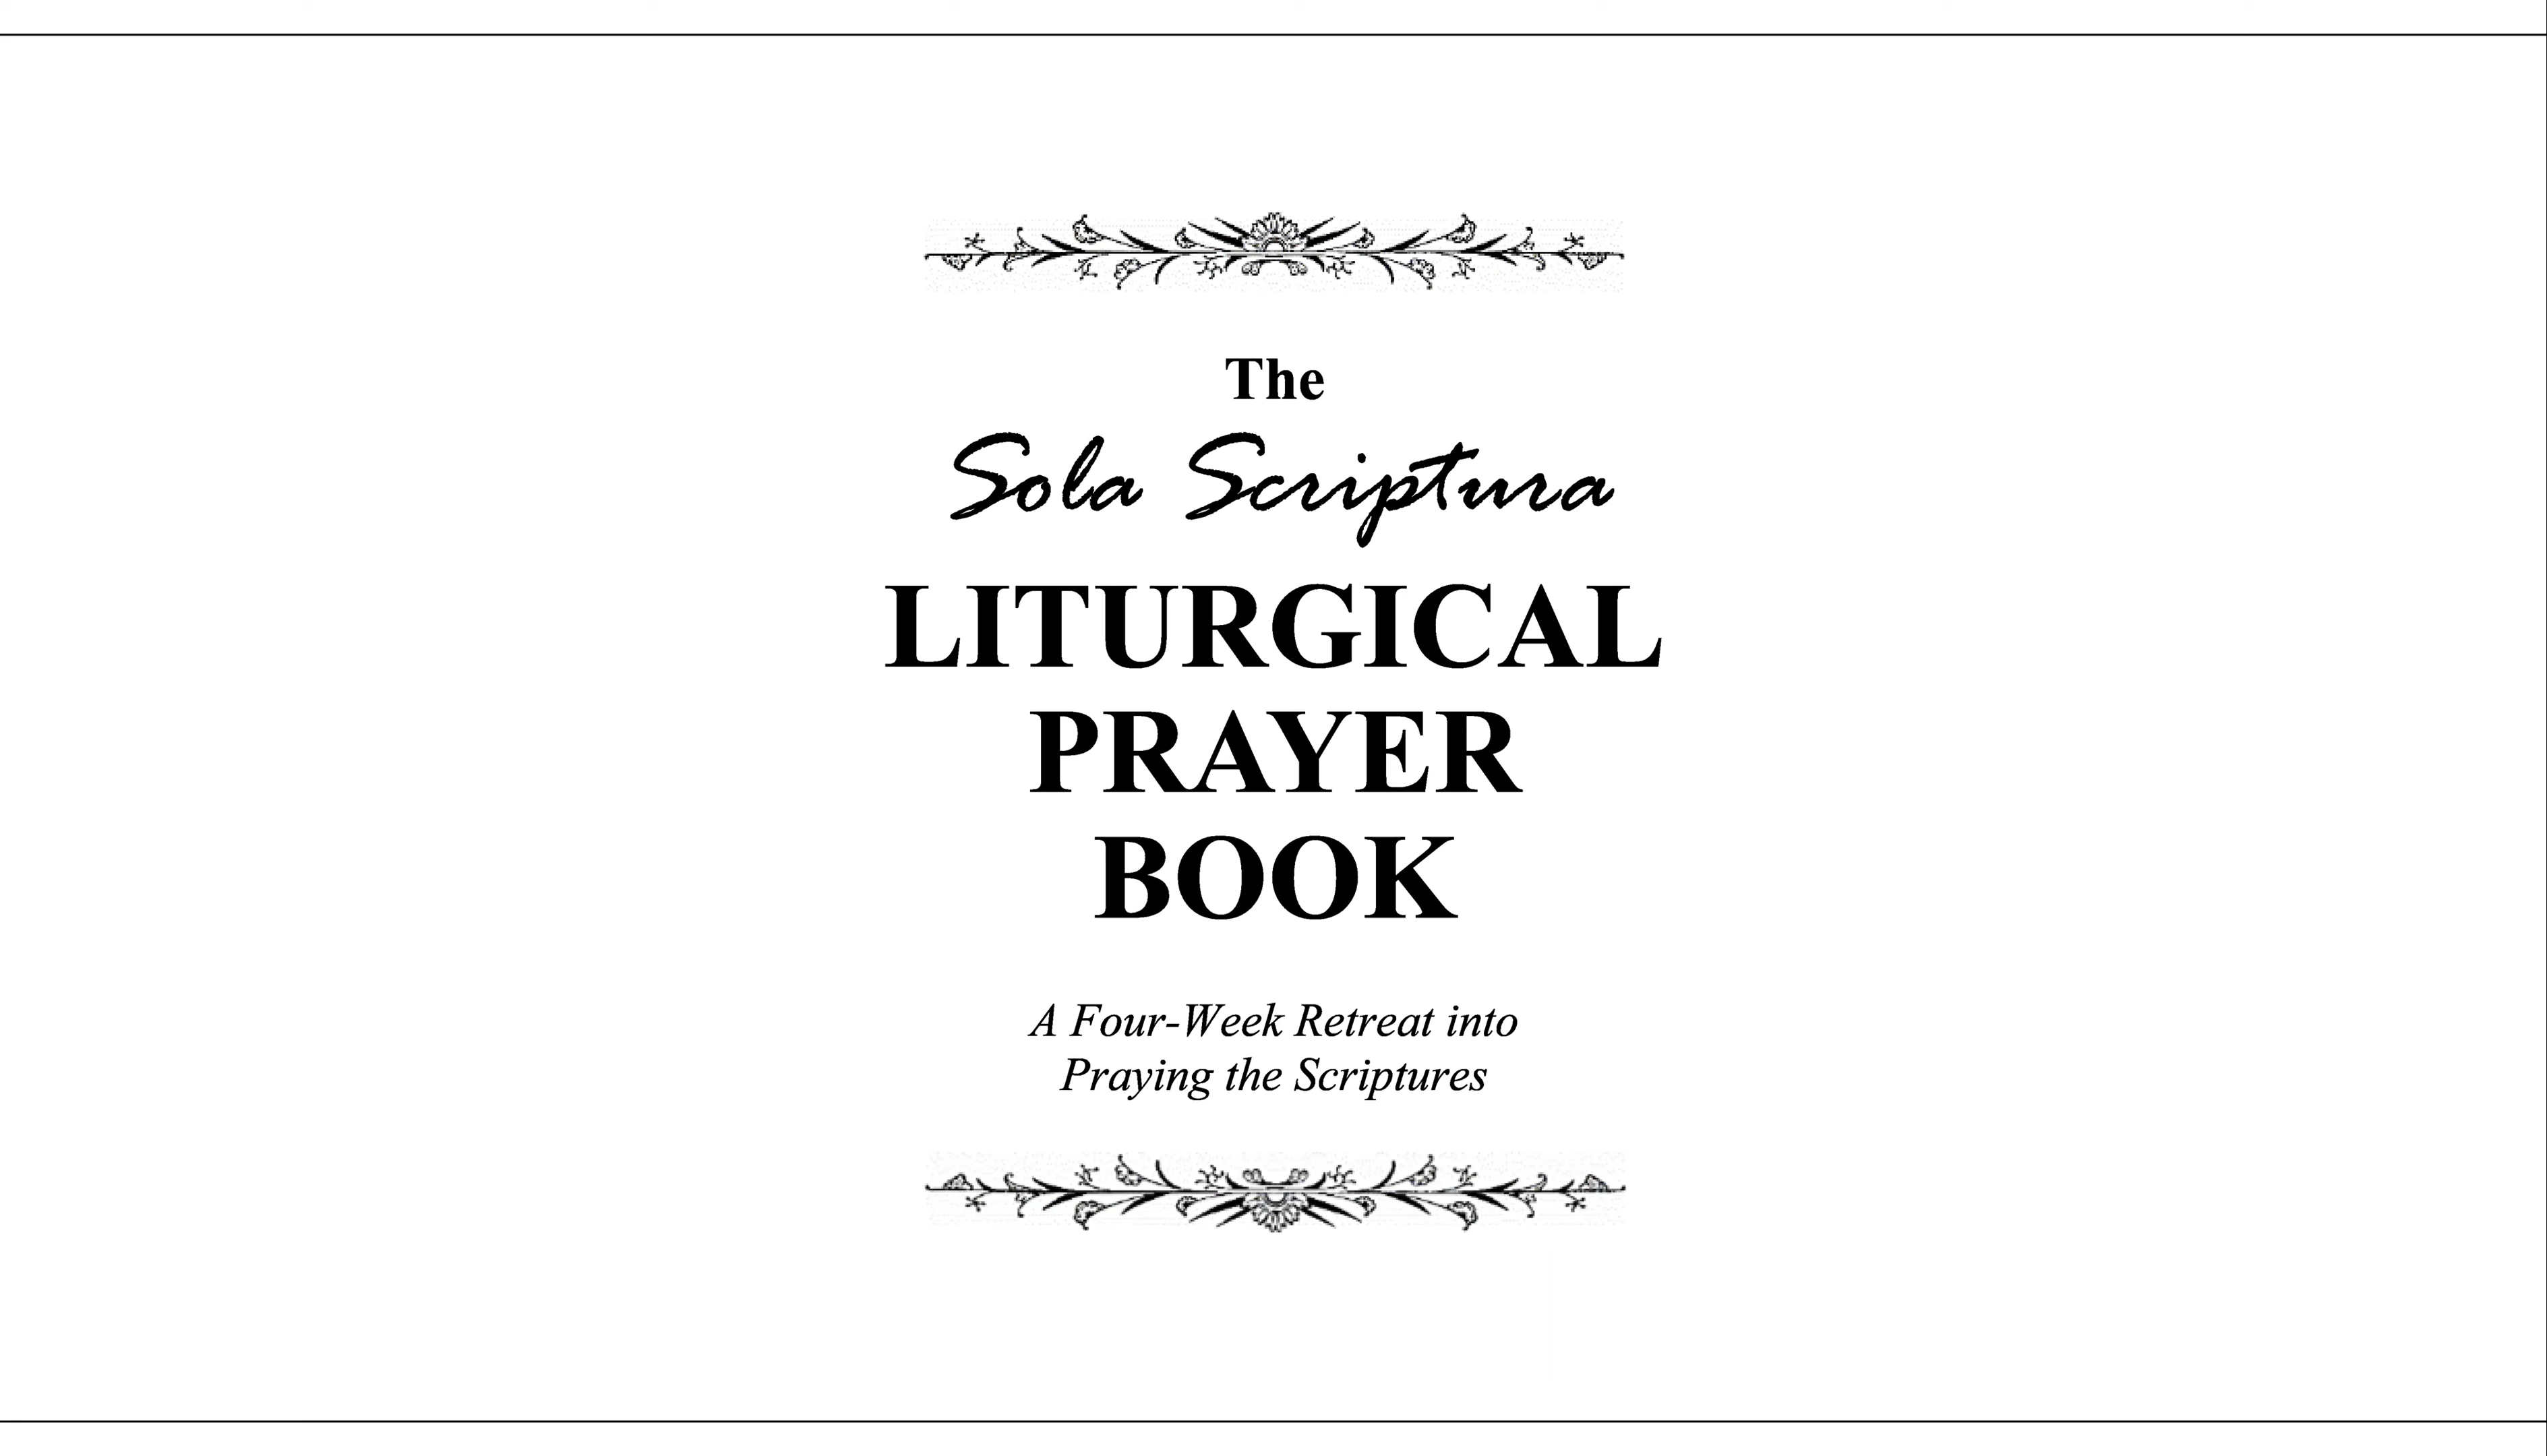 The
Sola Scriptura
LITURGICAL
PRAYER
BOOK
A Four-Week Retreat into
Praying the Scriptures